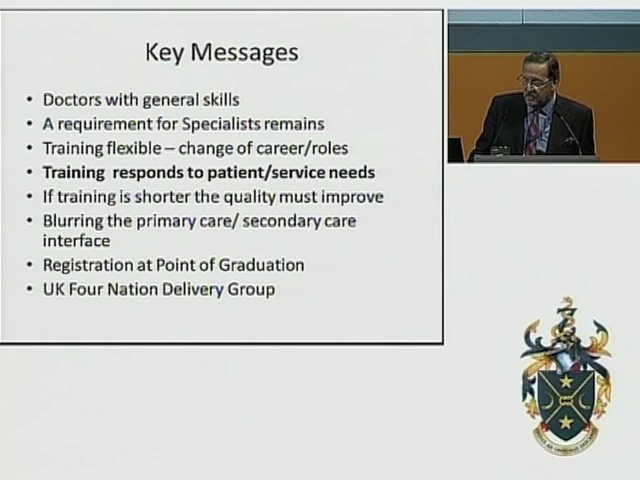 Key Messages
• Doctors with general skills
• A requirement for Specialists remains
• Training flexible – change of career/roles
• Training responds to patient/service needs
• If training is shorter the quality must improve
• Blurring the primary care/ secondary care
interface
• Registration at Point of Graduation
• UK Four Nation Delivery Group